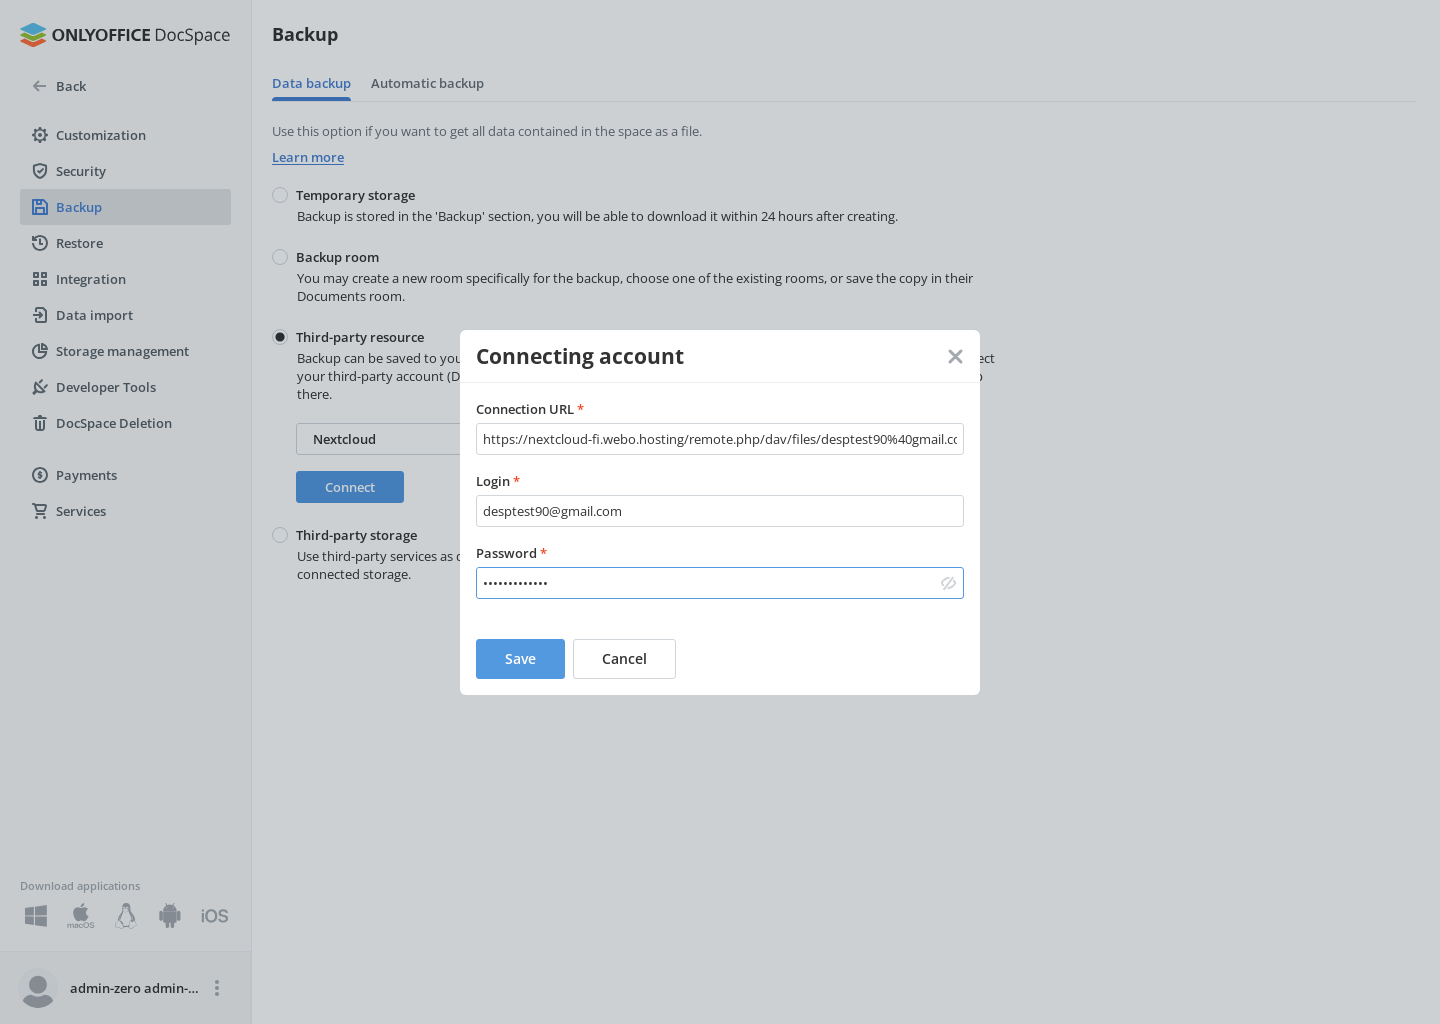 ONLYOFFICE DocSpace
Back
Customization
Security
Backup
Restore
Integration
Data import
Storage management
Developer Tools
DocSpace Deletion
Payments
Services
Download applications
macOS
iOS
admin-zero admin-...
Backup
Data backup
Automatic backup
Use this option if you want to get all data contained in the space as a file.
Learn more
Temporary storage
Backup is stored in the 'Backup' section, you will be able to download it within 24 hours after creating.
Backup room
You may create a new room specifically for the backup, choose one of the existing rooms, or save the copy in their
Documents room.
Third-party resource
Backup can be saved to
your third-party account
there.
Nextcloud
Connect
Third-party storage
Use third-party services as
connected storage.
Connecting account
Connection URL *
https://nextcloud-fi.webo.hosting/remote.php/dav/files/desptest90%40gmail.co
Login *
desptest90@gmail.com
Password *
•••••••••••••
Save
Cancel